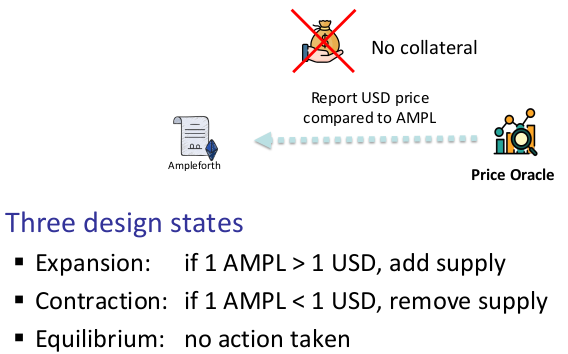 No collateral
Report USD price
compared to AMPL
Ampleforth
Price Oracle
Three design states
▪ Expansion: if 1 AMPL > 1 USD, add supply
▪ Contraction: if 1 AMPL < 1 USD, remove supply
▪ Equilibrium: no action taken